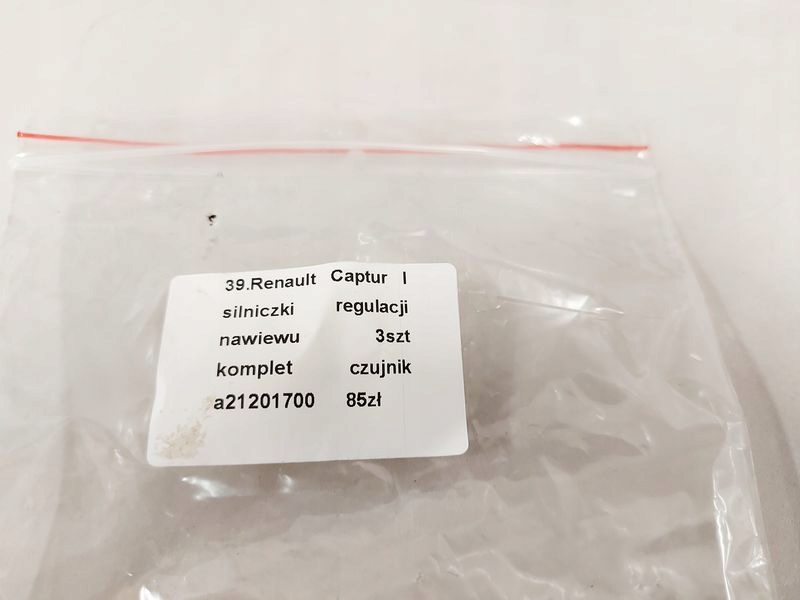 39.Renault Captur I
silniczki regulacji
nawiewu 3szt
komplet czujnik
a21201700 85zł